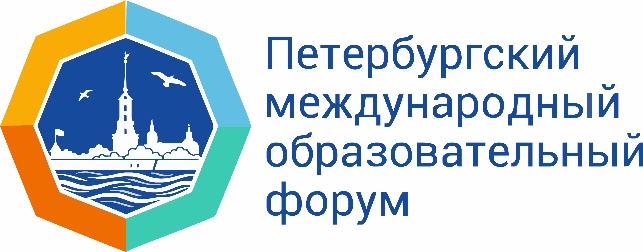 Петербургский
международный
образовательный
форум